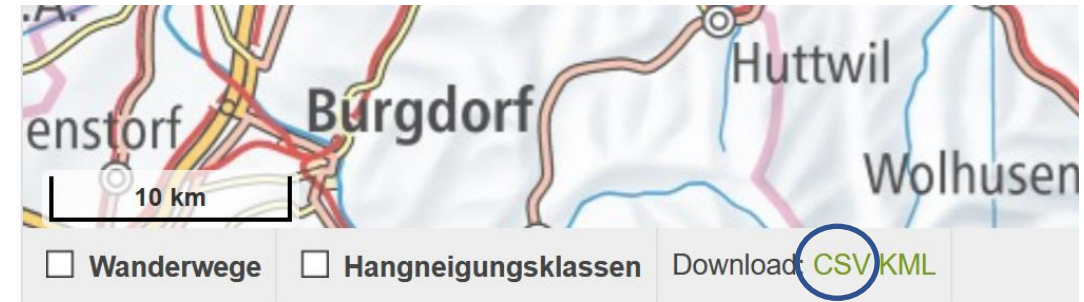 .A.
Huttwil
Burgdorf
enstorf
Wolhusen
10 km
Wanderwege Hangneigungsklassen Download: CSV KML